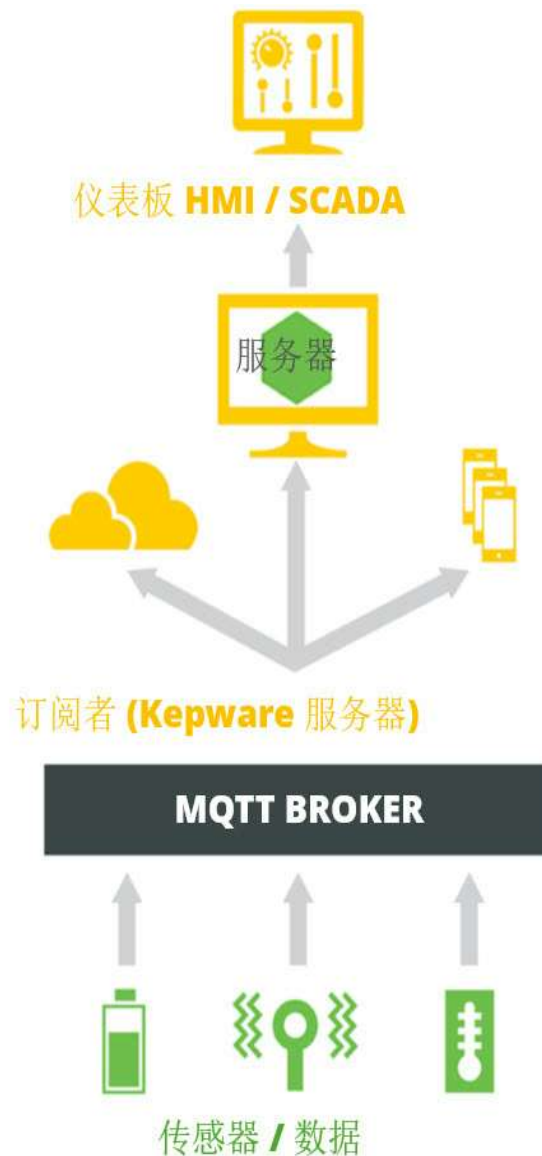 仪表板 HMI / SCADA
服务器
订阅者 (Kepware 服务器)
MQTT BROKER
传感器 / 数据